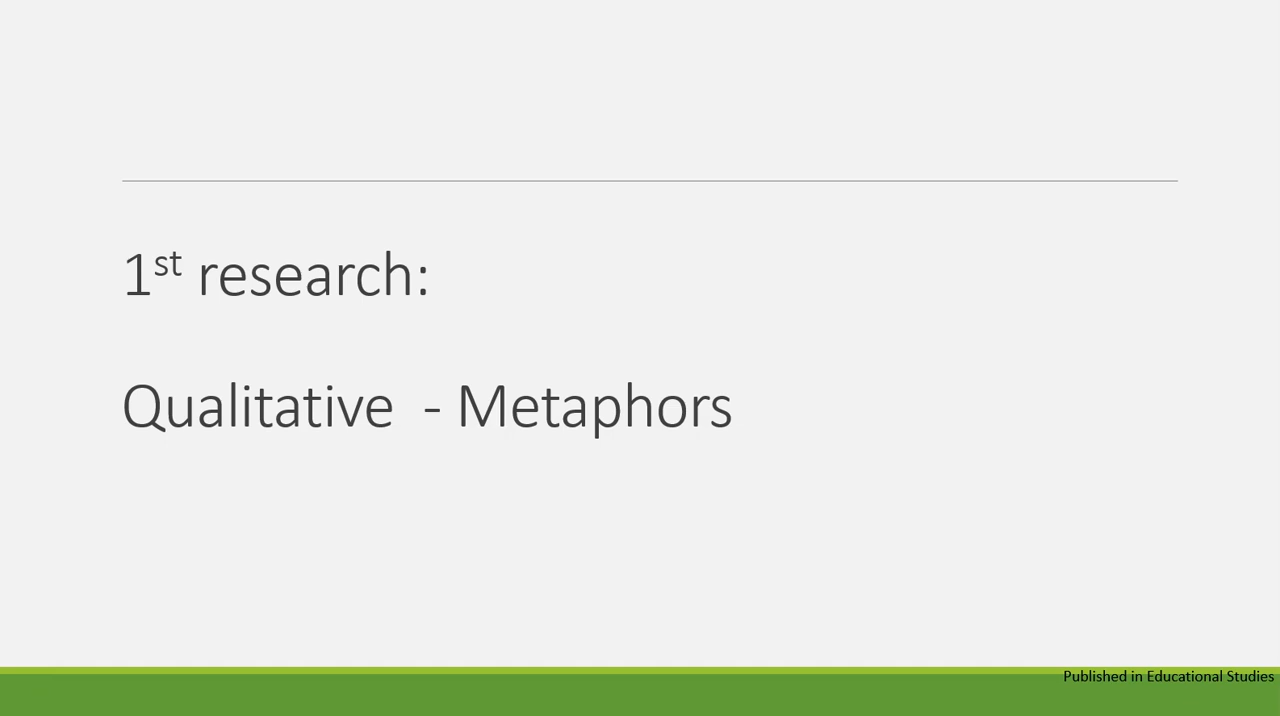 1st research:
Qualitative - Metaphors
Published in Educational Studies